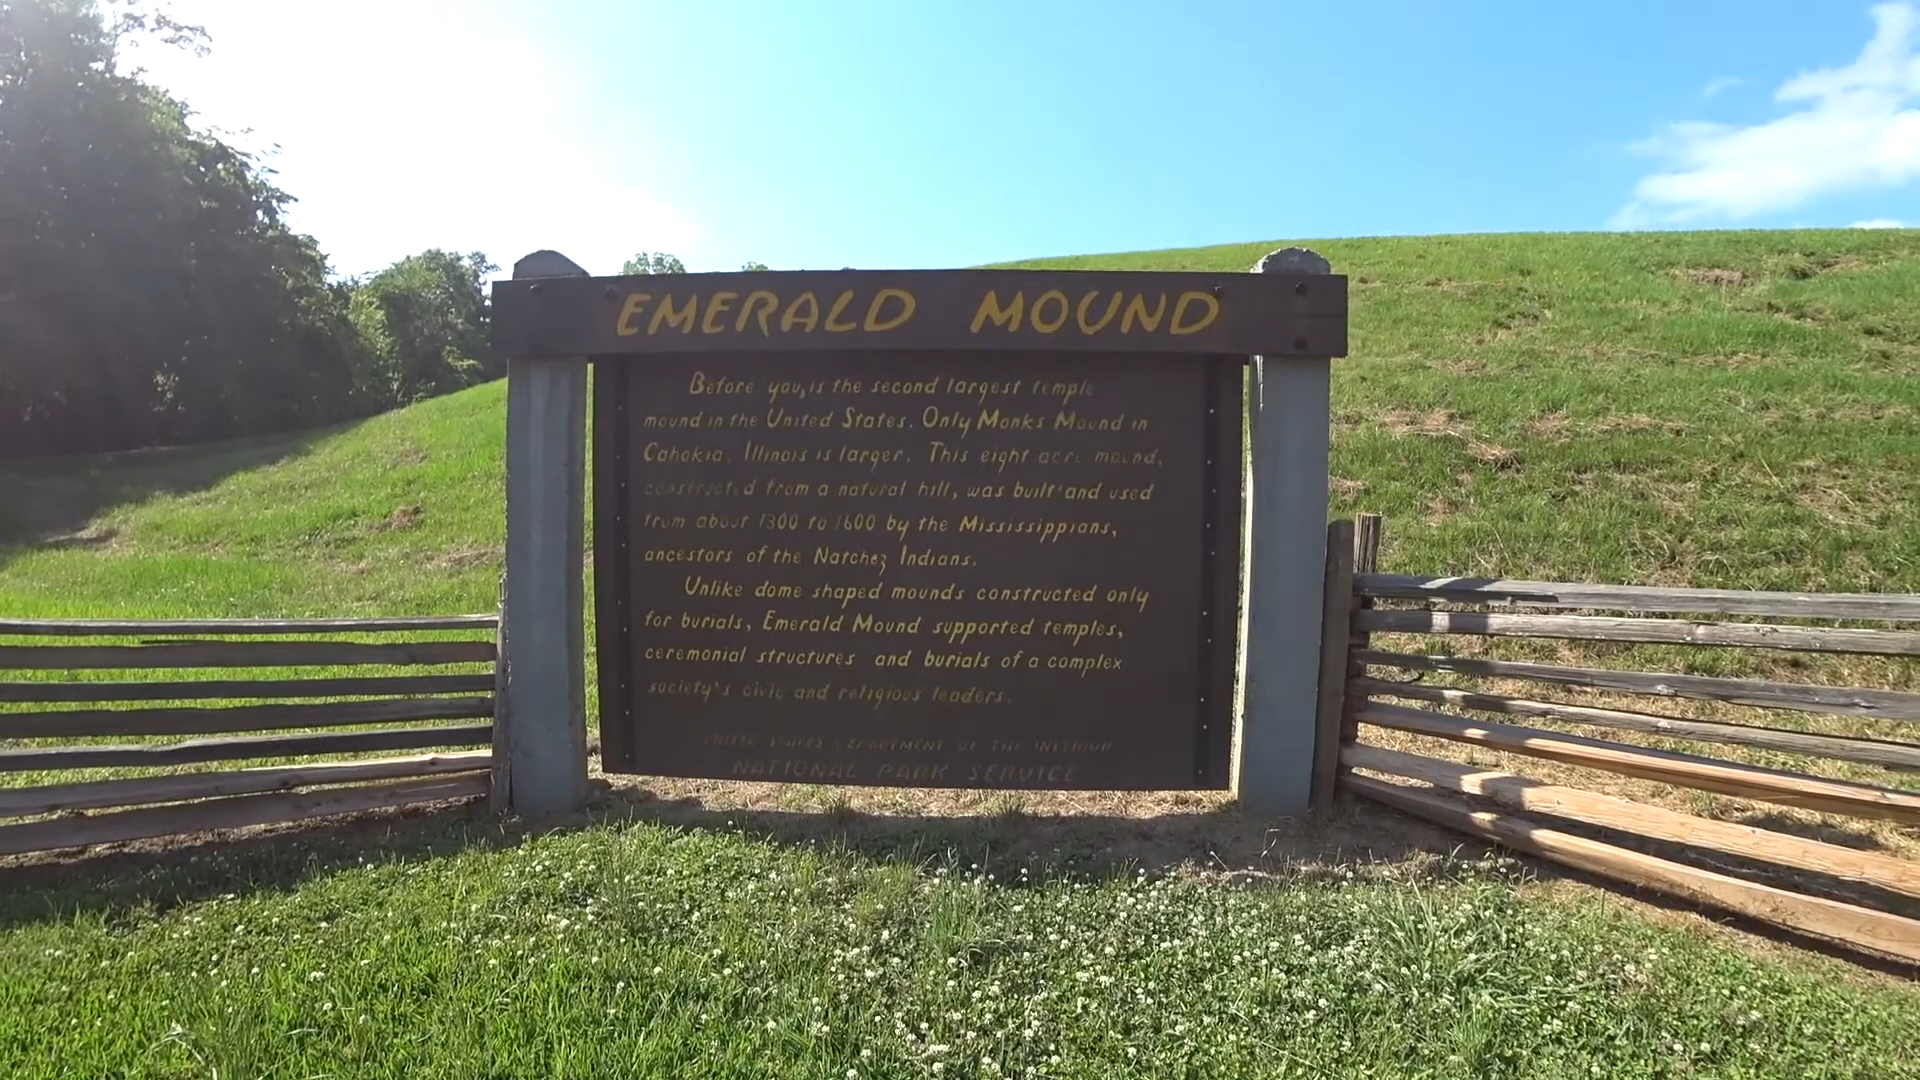 EMERALD MOUND
Before you, is the second largest temple
mound in the United States. Only Monks Mound in
Cahokia, Illinois is larger. This eight acre mound,
constructed from a natural hill, was built and used
from about 1300 to 1600 by the Mississippians,
ancestors of the Natchez Indians.
Unlike dome shaped mounds constructed only
for burials, Emerald Mound supported temples,
ceremonial structures and burials of a complex
society's civic and religious leaders.
UNITED STATES DEPARTMENT OF THE INTERIOR
NATIONAL PARK SERVICE